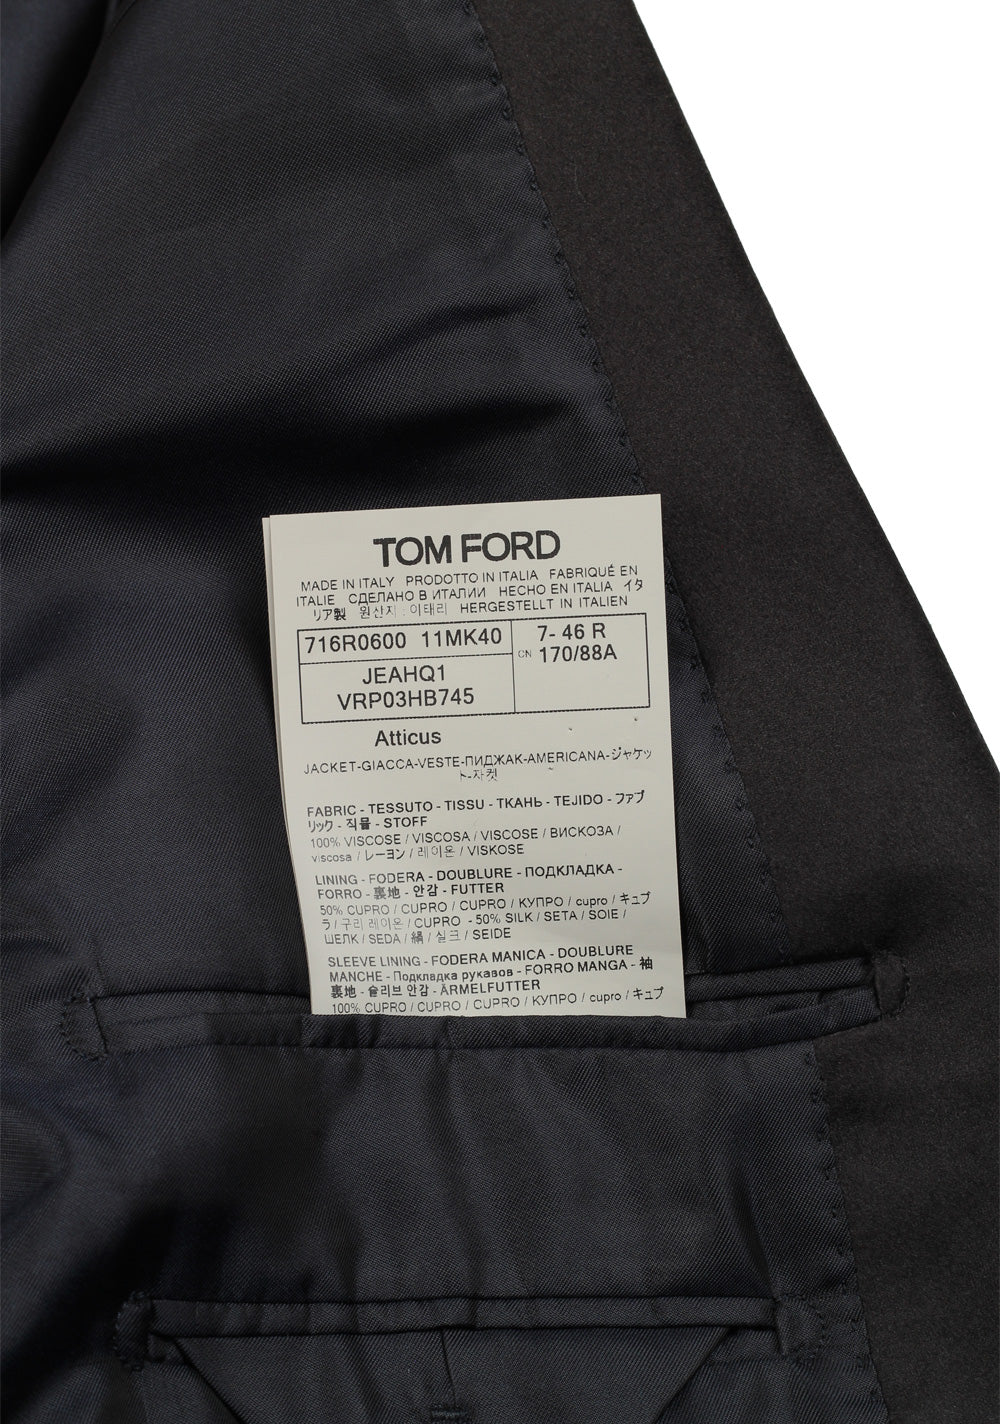 TOM FORD
MADE IN ITALY PRODOTTO IN ITALIA FABRIQUÉ EN
ITALIE СДЕЛАНО В ИТАЛИИ HECHO EN ITALIA イタ
リア製 원산지 : 이태리 HERGESTELLT IN ITALIEN
716R0600 11MK40
7- 46 R
CN 170/88A
JEAHQ1
VRP03HB745
Atticus
JACKET-GIACCA-VESTE-ПИДЖАК-AMERICANA-ジャケッ
ト-자켓
FABRIC - TESSUTO - TISSU - ТКАНЬ - TEJIDO - ファブ
リック - 직물 - STOFF
100% VISCOSE / VISCOSA / VISCOSE / ВИСКОЗА /
viscosa / レーヨン / 레이온 / VISKOSE
LINING - FODERA - DOUBLURE - ПОДКЛАДКА -
FORRO - 裏地 - 안감 - FUTTER
50% CUPRO / CUPRO / CUPRO / КУПРО / cupro / キュプ
ラ / 구리 레이온 / CUPRO - 50% SILK / SETA / SOIE /
ШЕЛК / SEDA / 絹 / 실크 / SEIDE
SLEEVE LINING - FODERA MANICA - DOUBLURE
MANCHE - Подкладка рукавов - FORRO MANGA - 袖
裏地 - 슬리브 안감 - ÄRMELFUTTER
100% CUPRO / CUPRO / CUPRO / КУПРО / cupro / キュプ